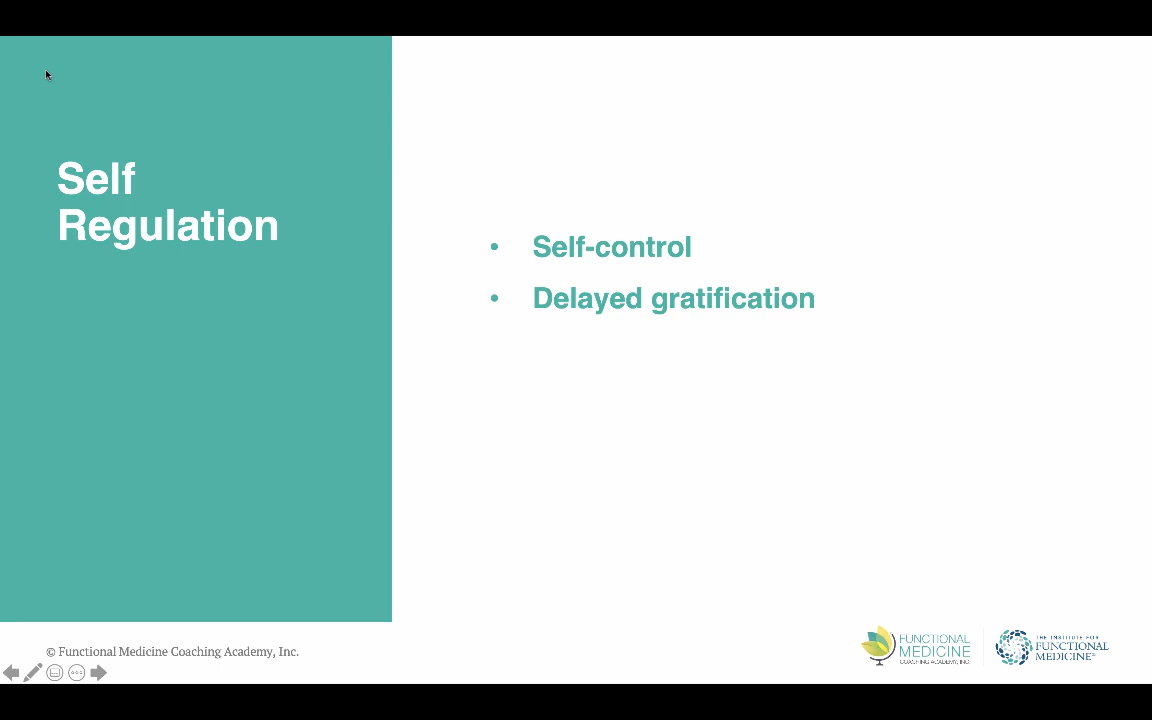 Self
Regulation
• Self-control
• Delayed gratification
© Functional Medicine Coaching Academy, Inc.
FUNCTIONAL
MEDICINE
COACHING ACADEMY, INC.
THE INSTITUTE FOR
FUNCTIONAL
MEDICINE®